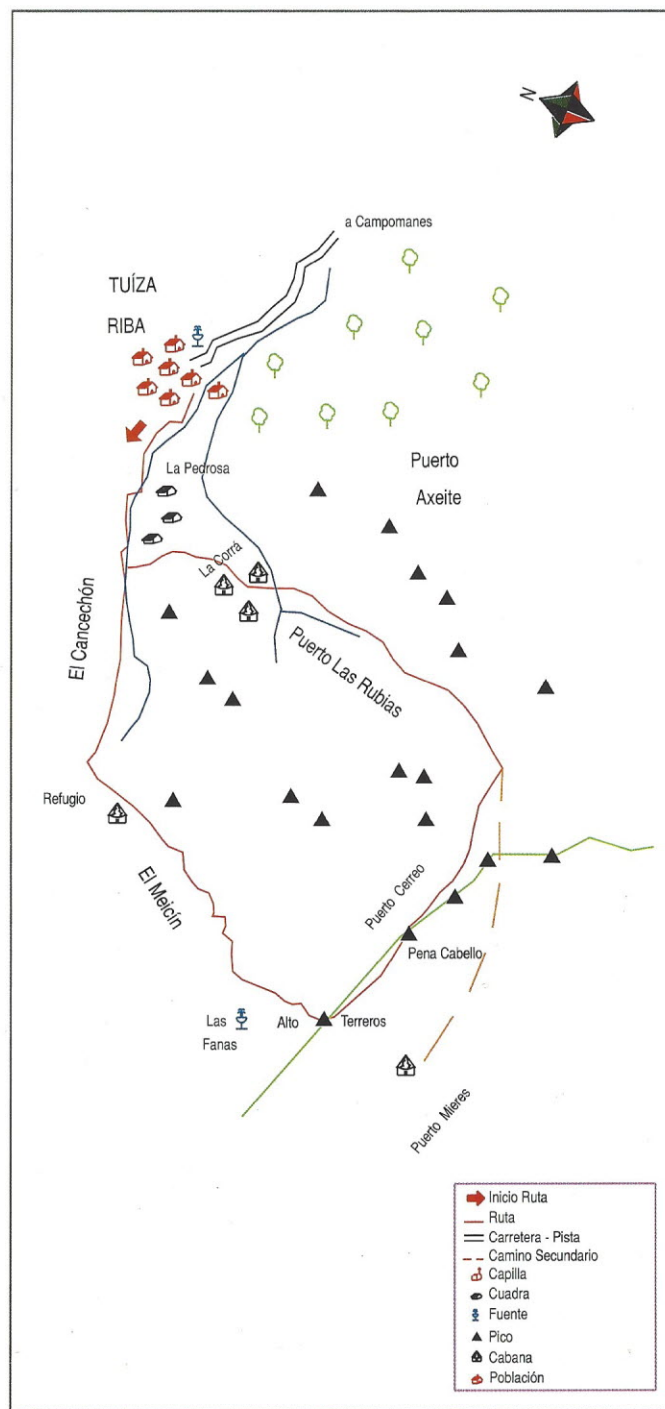 N
a Campomanes
TUÍZA
RIBA
La Pedrosa
Puerto
Axeite
La Corrá
El Cancechón
Puerto Las Rubias
Refugio
El Meicín
Puerto Cerreo
Pena Cabello
Las
Fanas
Alto
Terreros
Puerto Mieres
Inicio Ruta
Ruta
Carretera - Pista
Camino Secundario
Capilla
Cuadra
Fuente
Pico
Cabana
Población